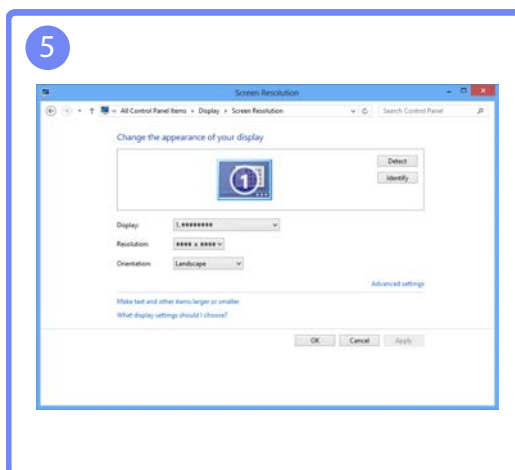 5
Screen Resolution
All Control Panel Items ▸ Display ▸ Screen Resolution
Search Control Panel
Change the appearance of your display
1
Detect
Identify
Display: 1.********
Resolution: **** x ****
Orientation: Landscape
Advanced settings
Make text and other items larger or smaller
What display settings should I choose?
OK Cancel Apply